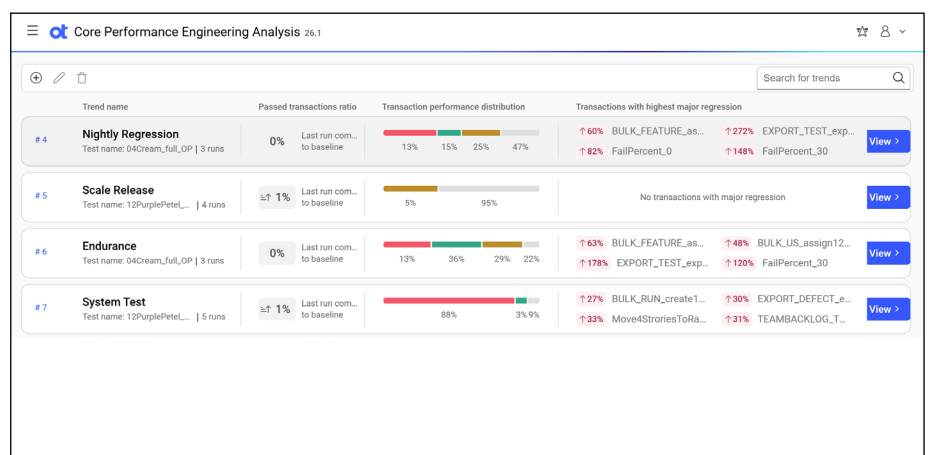 Core Performance Engineering Analysis 26.1
Search for trends
Trend name Passed transactions ratio Transaction performance distribution Transactions with highest major regression
# 4 Nightly Regression 0% Last run com... to baseline 13% 15% 25% 47% ↑60% BULK_FEATURE_as... ↑272% EXPORT_TEST_exp... View >
Test name: 04Cream_full_OP | 3 runs ↑82% FailPercent_0 ↑148% FailPercent_30
# 5 Scale Release ↑ 1% Last run com... to baseline 5% 95% No transactions with major regression View >
Test name: 12PurplePetel_... | 4 runs
# 6 Endurance 0% Last run com... to baseline 13% 36% 29% 22% ↑63% BULK_FEATURE_as... ↑48% BULK_US_assign12... View >
Test name: 04Cream_full_OP | 3 runs ↑178% EXPORT_TEST_exp... ↑120% FailPercent_30
# 7 System Test ↑ 1% Last run com... to baseline 88% 3% 9% ↑27% BULK_RUN_create1... ↑30% EXPORT_DEFECT_e... View >
Test name: 12PurplePetel_... | 5 runs ↑33% Move4StroriesToRa... ↑31% TEAMBACKLOG_T...